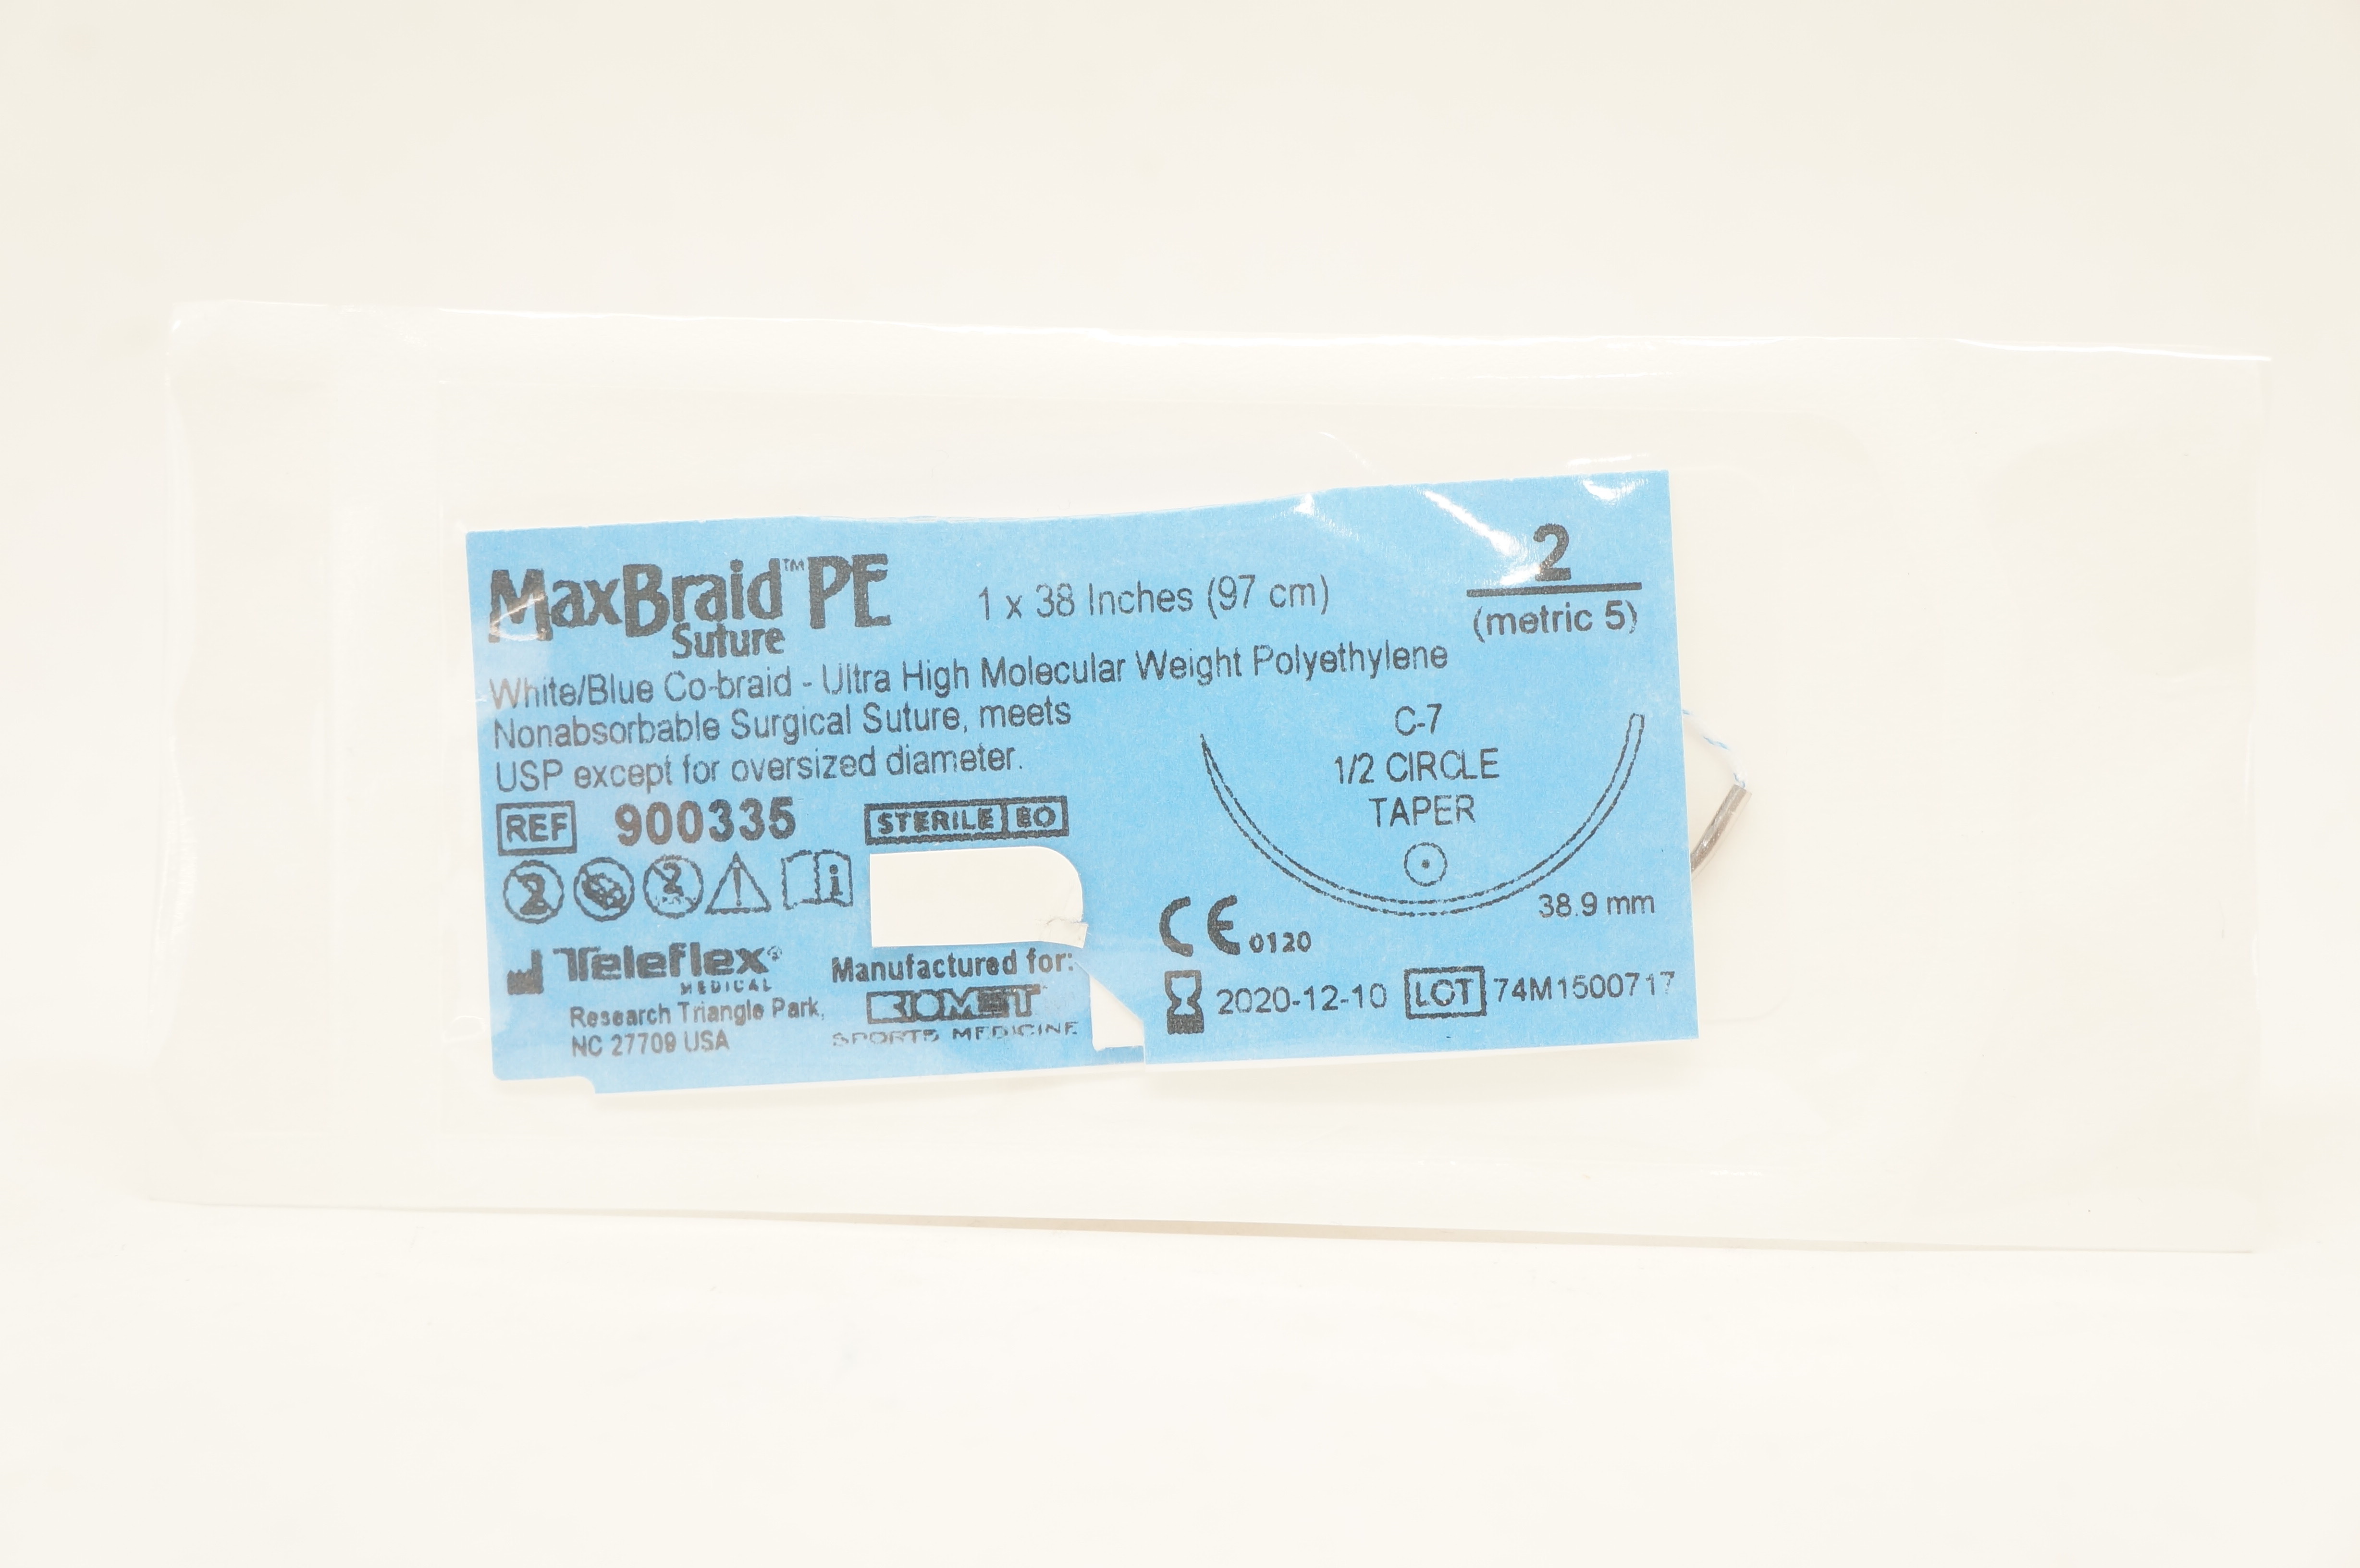 MaxBraid™ PE
Suture
1 x 38 Inches (97 cm)
2
(metric 5)
White/Blue Co-braid - Ultra High Molecular Weight Polyethylene
Nonabsorbable Surgical Suture, meets
USP except for oversized diameter.
C-7
1/2 CIRCLE
TAPER
38.9 mm
REF 900335 STERILE EO
2 2 i
Teleflex®
MEDICAL
Research Triangle Park,
NC 27709 USA
Manufactured for:
BIOMET
SPORTS MEDICINE
CE 0120
2020-12-10 LOT 74M1500717